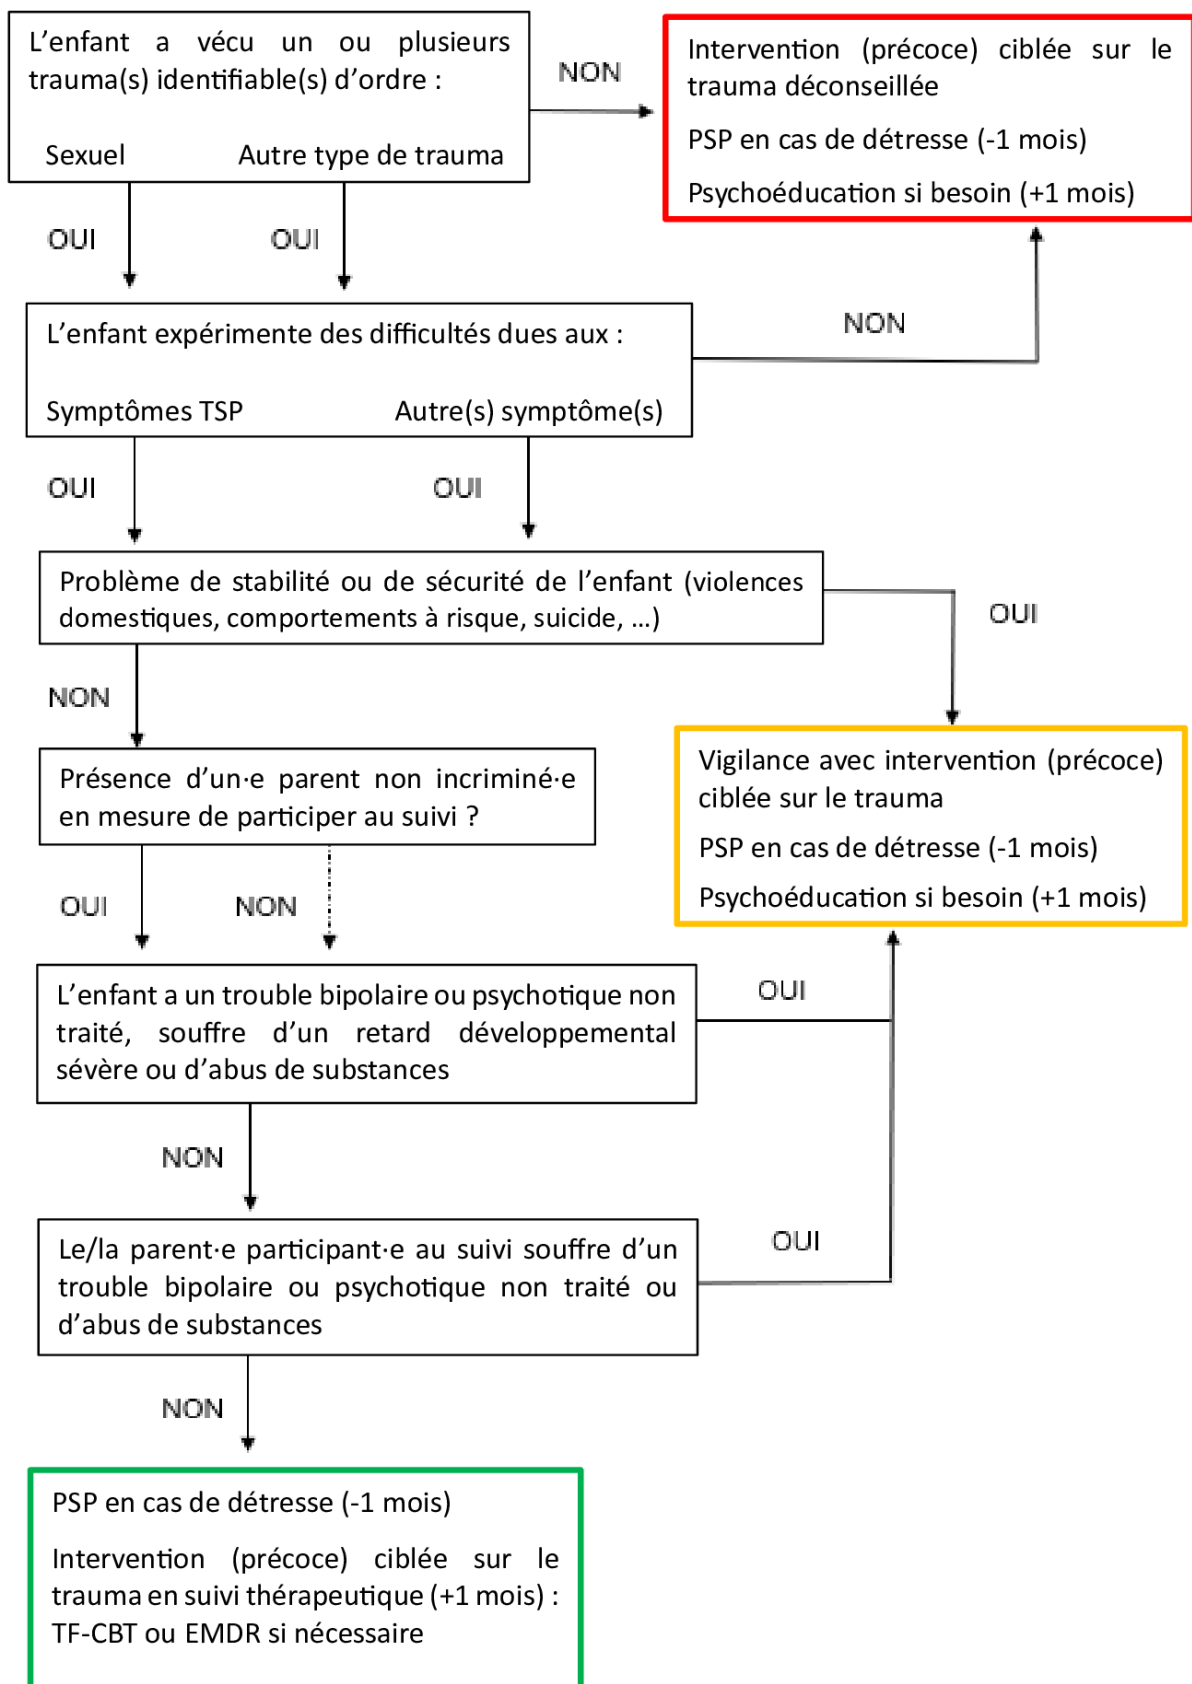 L’enfant a vécu un ou plusieurs
trauma(s) identifiable(s) d’ordre :
Sexuel
Autre type de trauma
NON
Intervention (précoce) ciblée sur le
trauma déconseillée
PSP en cas de détresse (-1 mois)
Psychoéducation si besoin (+1 mois)
OUI
OUI
L’enfant expérimente des difficultés dues aux :
Symptômes TSP
Autre(s) symptôme(s)
NON
OUI
OUI
Problème de stabilité ou de sécurité de l’enfant (violences
domestiques, comportements à risque, suicide, …)
OUI
NON
Présence d’un·e parent non incriminé·e
en mesure de participer au suivi ?
Vigilance avec intervention (précoce)
ciblée sur le trauma
PSP en cas de détresse (-1 mois)
Psychoéducation si besoin (+1 mois)
OUI
NON
L’enfant a un trouble bipolaire ou psychotique non
traité, souffre d’un retard développemental
sévère ou d’abus de substances
OUI
NON
Le/la parent·e participant·e au suivi souffre d’un
trouble bipolaire ou psychotique non traité ou
d’abus de substances
OUI
NON
PSP en cas de détresse (-1 mois)
Intervention (précoce) ciblée sur le
trauma en suivi thérapeutique (+1 mois) :
TF-CBT ou EMDR si nécessaire